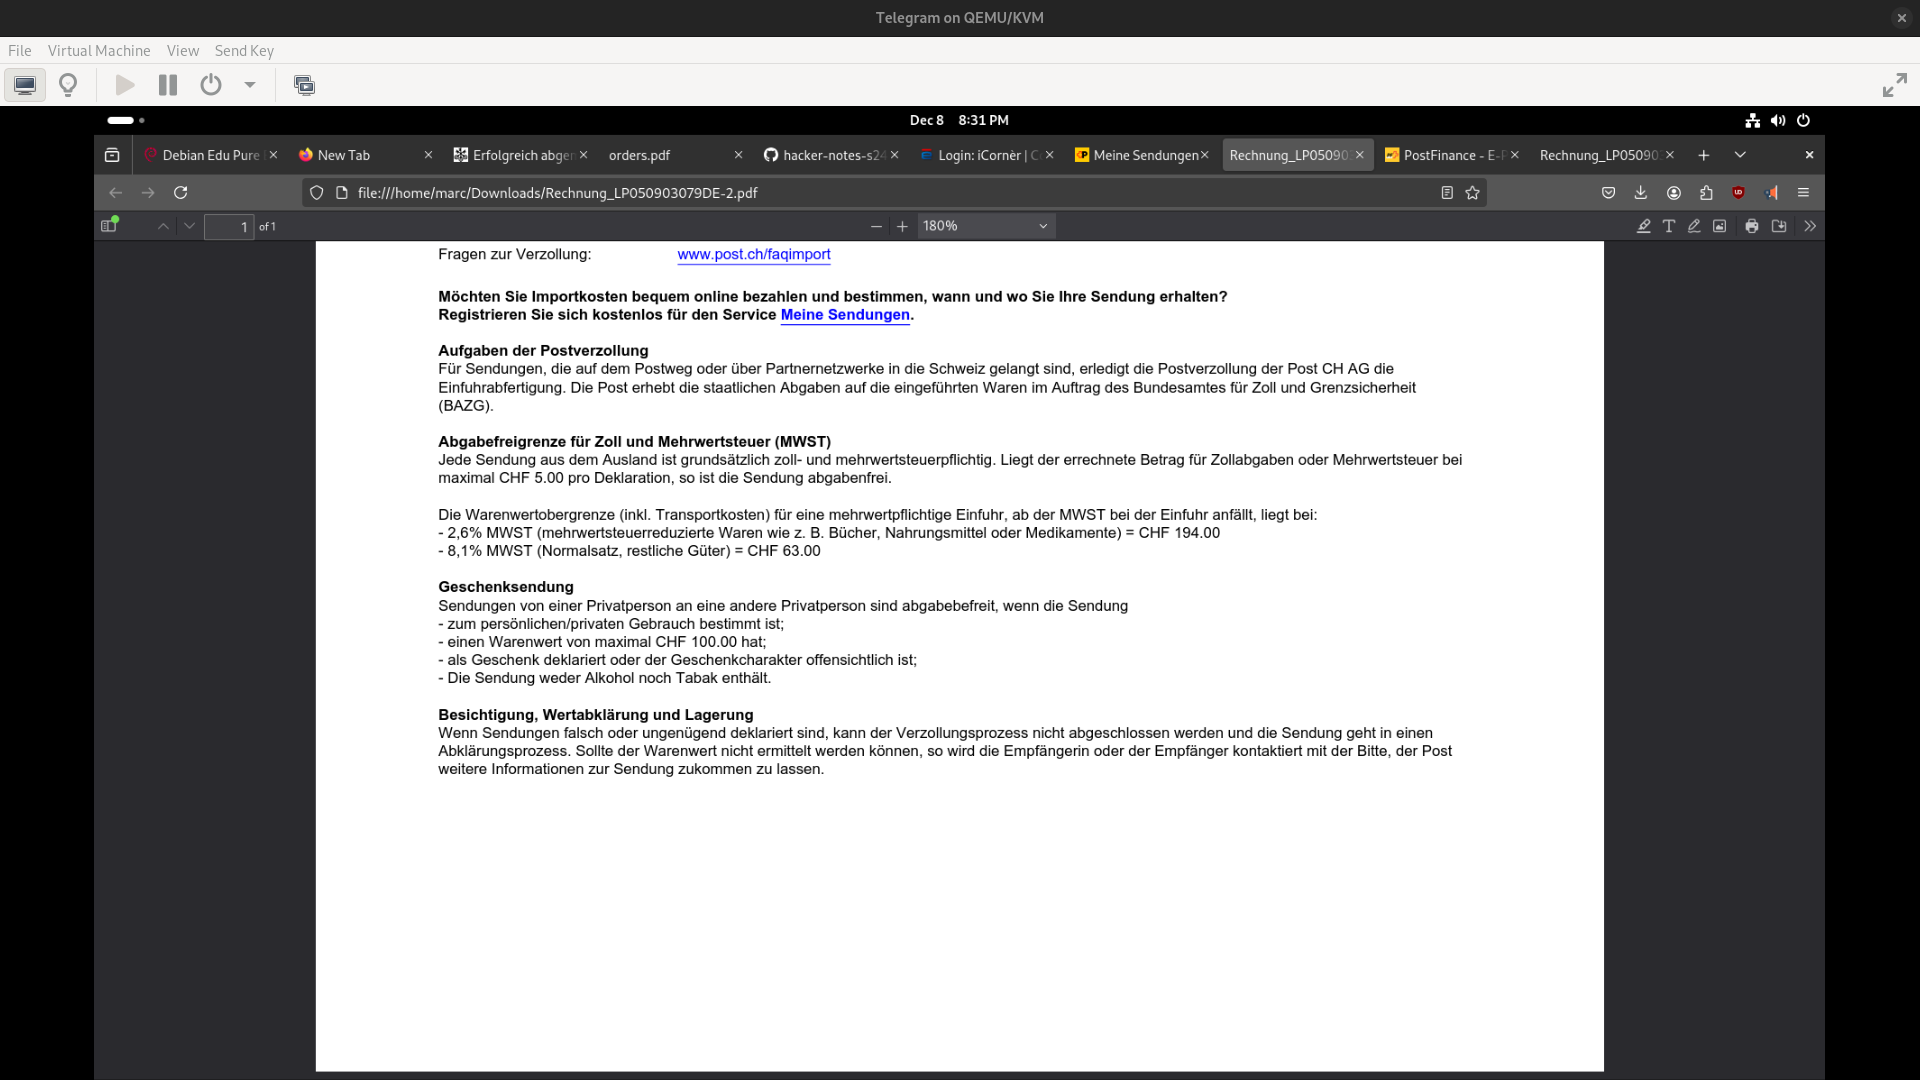 Telegram on QEMU/KVM
File Virtual Machine View Send Key
Dec 8 8:31 PM
Debian Edu Pure New Tab Erfolgreich abge orders.pdf hacker-notes-s24 Login: iCornèr | C Meine Sendungen Rechnung_LP05090 PostFinance - E-F Rechnung_LP05090
file:///home/marc/Downloads/Rechnung_LP050903079DE-2.pdf
1 of 1 180%
Fragen zur Verzollung: www.post.ch/faqimport
Möchten Sie Importkosten bequem online bezahlen und bestimmen, wann und wo Sie Ihre Sendung erhalten?
Registrieren Sie sich kostenlos für den Service Meine Sendungen.
Aufgaben der Postverzollung
Für Sendungen, die auf dem Postweg oder über Partnernetzwerke in die Schweiz gelangt sind, erledigt die Postverzollung der Post CH AG die
Einfuhrabfertigung. Die Post erhebt die staatlichen Abgaben auf die eingeführten Waren im Auftrag des Bundesamtes für Zoll und Grenzsicherheit
(BAZG).
Abgabefreigrenze für Zoll und Mehrwertsteuer (MWST)
Jede Sendung aus dem Ausland ist grundsätzlich zoll- und mehrwertsteuerpflichtig. Liegt der errechnete Betrag für Zollabgaben oder Mehrwertsteuer bei
maximal CHF 5.00 pro Deklaration, so ist die Sendung abgabenfrei.
Die Warenwertobergrenze (inkl. Transportkosten) für eine mehrwertpflichtige Einfuhr, ab der MWST bei der Einfuhr anfällt, liegt bei:
- 2,6% MWST (mehrwertsteuerreduzierte Waren wie z. B. Bücher, Nahrungsmittel oder Medikamente) = CHF 194.00
- 8,1% MWST (Normalsatz, restliche Güter) = CHF 63.00
Geschenksendung
Sendungen von einer Privatperson an eine andere Privatperson sind abgabebefreit, wenn die Sendung
- zum persönlichen/privaten Gebrauch bestimmt ist;
- einen Warenwert von maximal CHF 100.00 hat;
- als Geschenk deklariert oder der Geschenkcharakter offensichtlich ist;
- Die Sendung weder Alkohol noch Tabak enthält.
Besichtigung, Wertabklärung und Lagerung
Wenn Sendungen falsch oder ungenügend deklariert sind, kann der Verzollungsprozess nicht abgeschlossen werden und die Sendung geht in einen
Abklärungsprozess. Sollte der Warenwert nicht ermittelt werden können, so wird die Empfängerin oder der Empfänger kontaktiert mit der Bitte, der Post
weitere Informationen zur Sendung zukommen zu lassen.